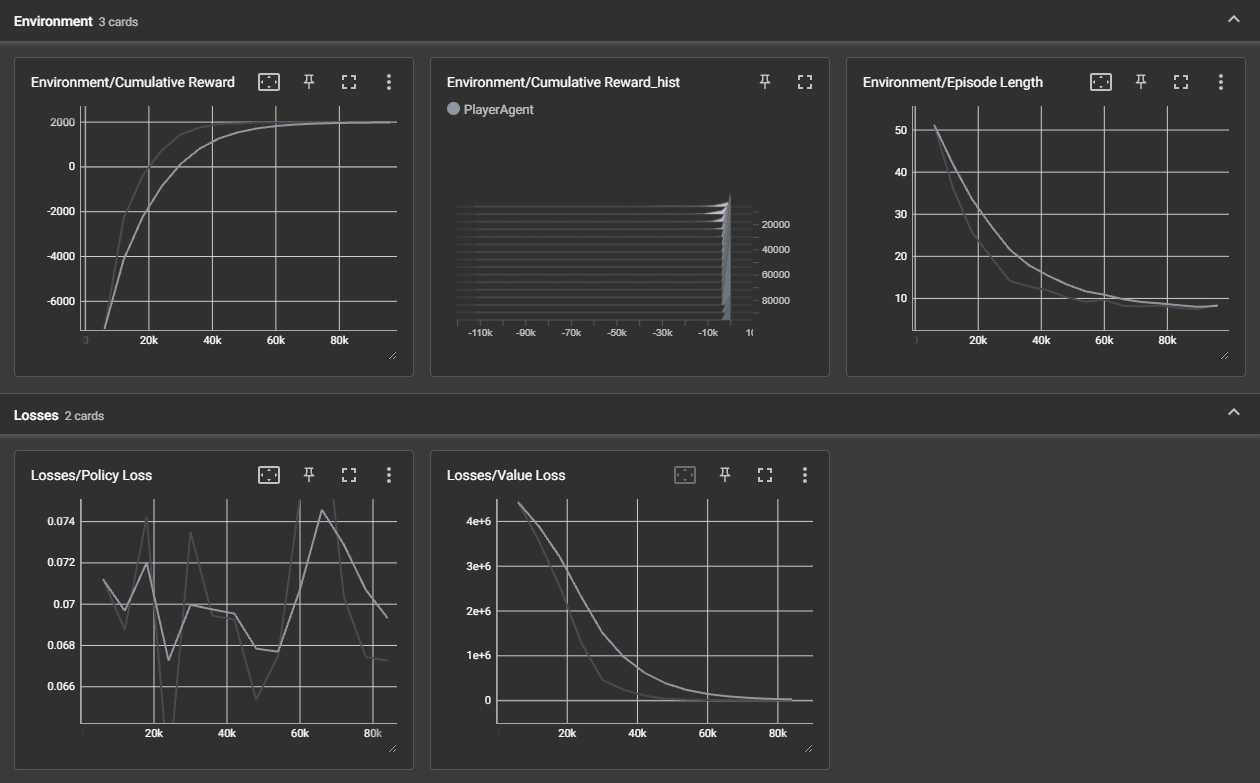 Environment 3 cards
Environment/Cumulative Reward
2000
0
-2000
-4000
-6000
0 20k 40k 60k 80k
Environment/Cumulative Reward_hist
PlayerAgent
20000
40000
60000
80000
-110k -90k -70k -50k -30k -10k
Environment/Episode Length
50
40
30
20
10
20k 40k 60k 80k
Losses 2 cards
Losses/Policy Loss
0.074
0.072
0.07
0.068
0.066
20k 40k 60k 80k
Losses/Value Loss
4e+6
3e+6
2e+6
1e+6
0
20k 40k 60k 80k